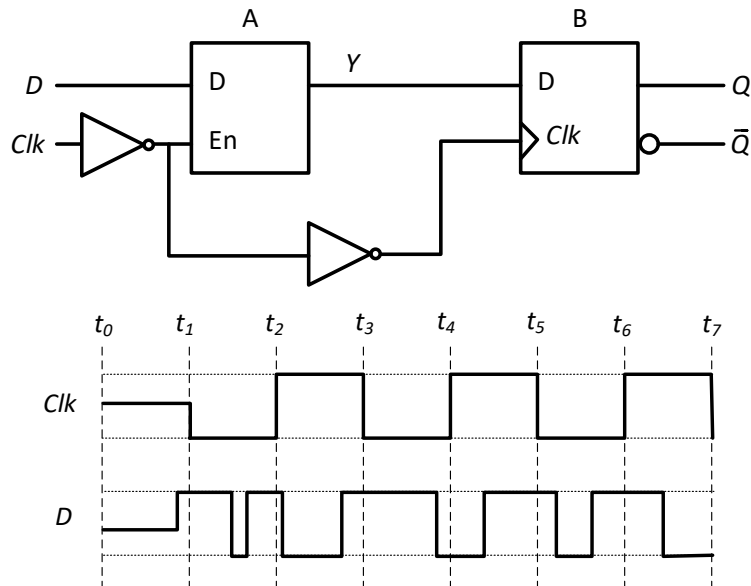 A B
D D Y D Q
Clk En Clk Q̄
t₀ t₁ t₂ t₃ t₄ t₅ t₆ t₇
Clk
D